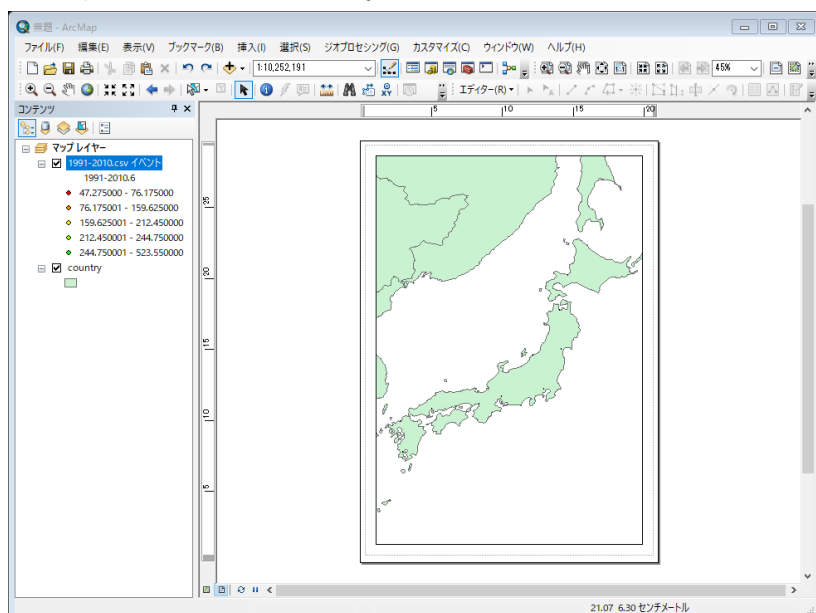 無題 - ArcMap
ファイル(F) 編集(E) 表示(V) ブックマーク(B) 挿入(I) 選択(S) ジオプロセシング(G) カスタマイズ(C) ウィンドウ(W) ヘルプ(H)
1:10,252,191 45%
エディター(R)
コンテンツ
マップ レイヤー
1991-2010.csv イベント
1991-2010.6
47.275000 - 76.175000
76.175001 - 159.625000
159.625001 - 212.450000
212.450001 - 244.750000
244.750001 - 523.550000
country
5 10 15 20
25
20
15
10
5
21.07 6.30 センチメートル